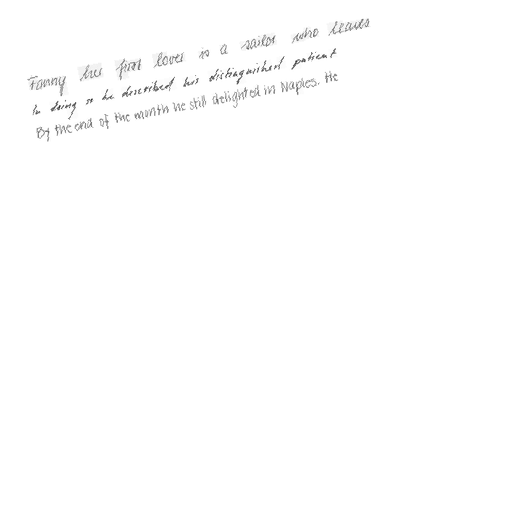 Fanny her first lover is a sailor who leaves
In doing so he described his distinguished patient
By the end of the month he still delighted in Naples. He